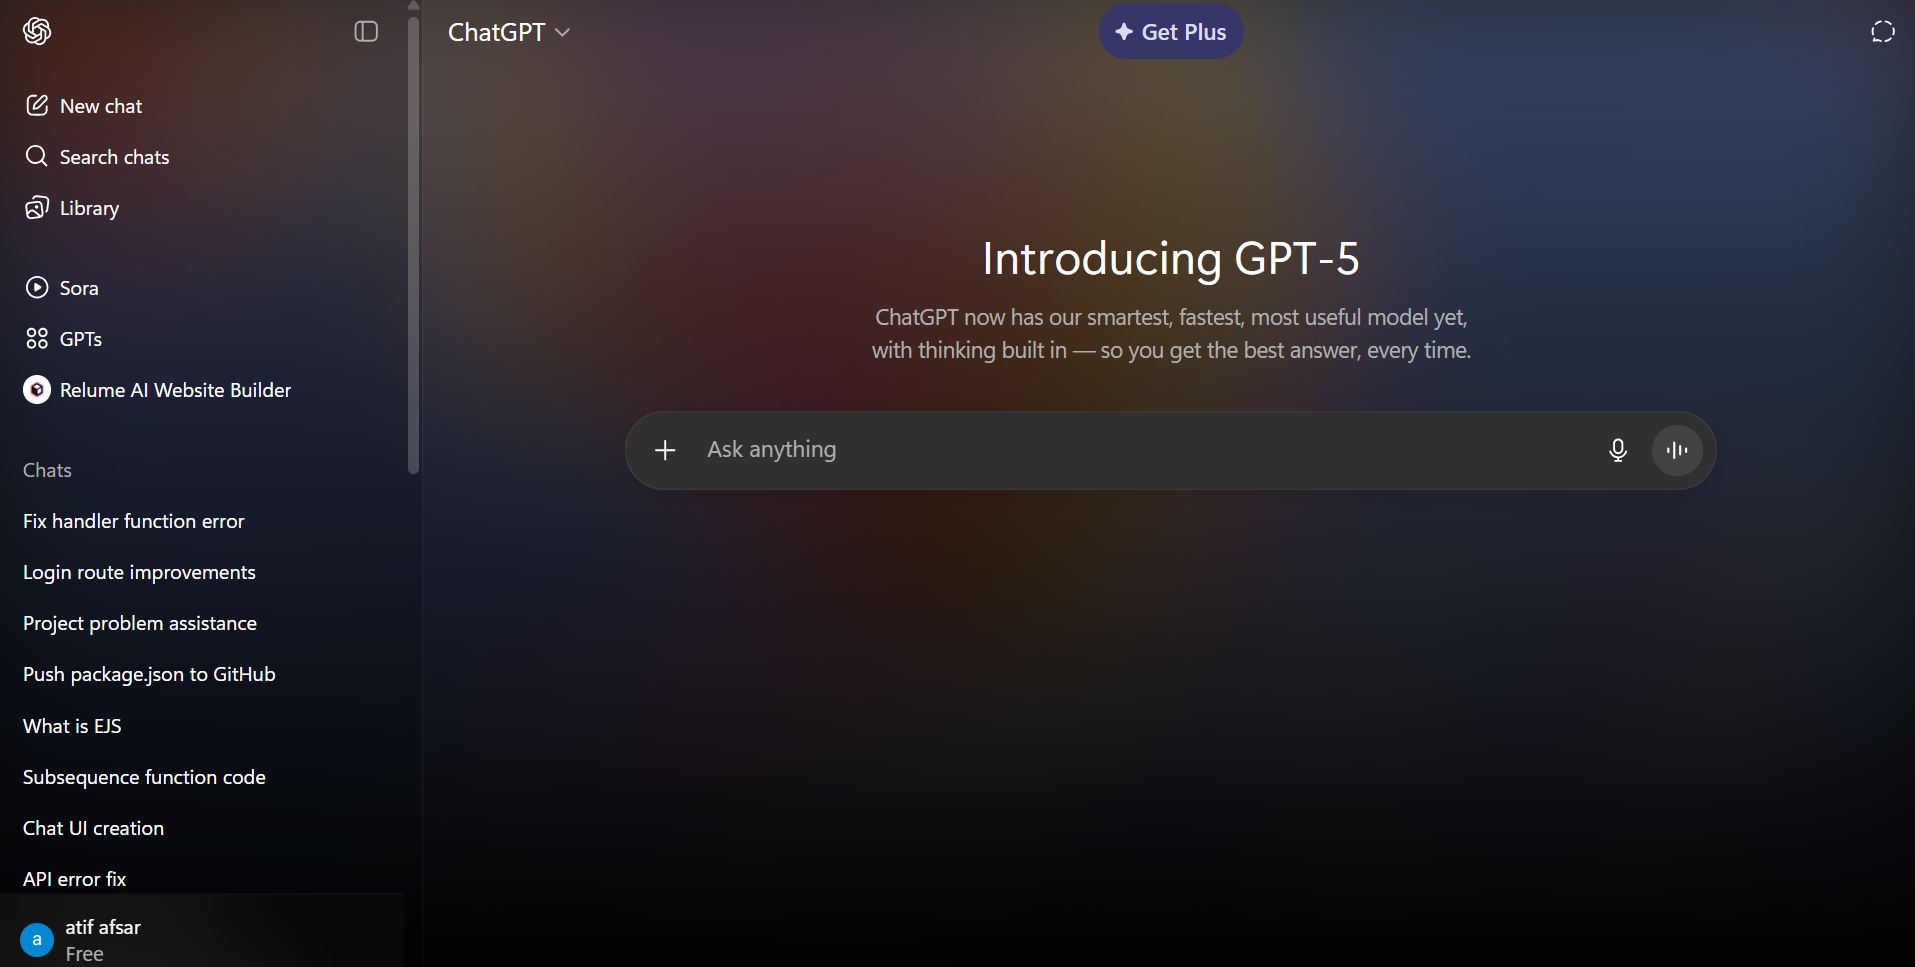 ChatGPT
Get Plus
New chat
Search chats
Library
Sora
GPTs
Relume AI Website Builder
Chats
Fix handler function error
Login route improvements
Project problem assistance
Push package.json to GitHub
What is EJS
Subsequence function code
Chat UI creation
API error fix
a
atif afsar
Free
Introducing GPT-5
ChatGPT now has our smartest, fastest, most useful model yet,
with thinking built in — so you get the best answer, every time.
Ask anything